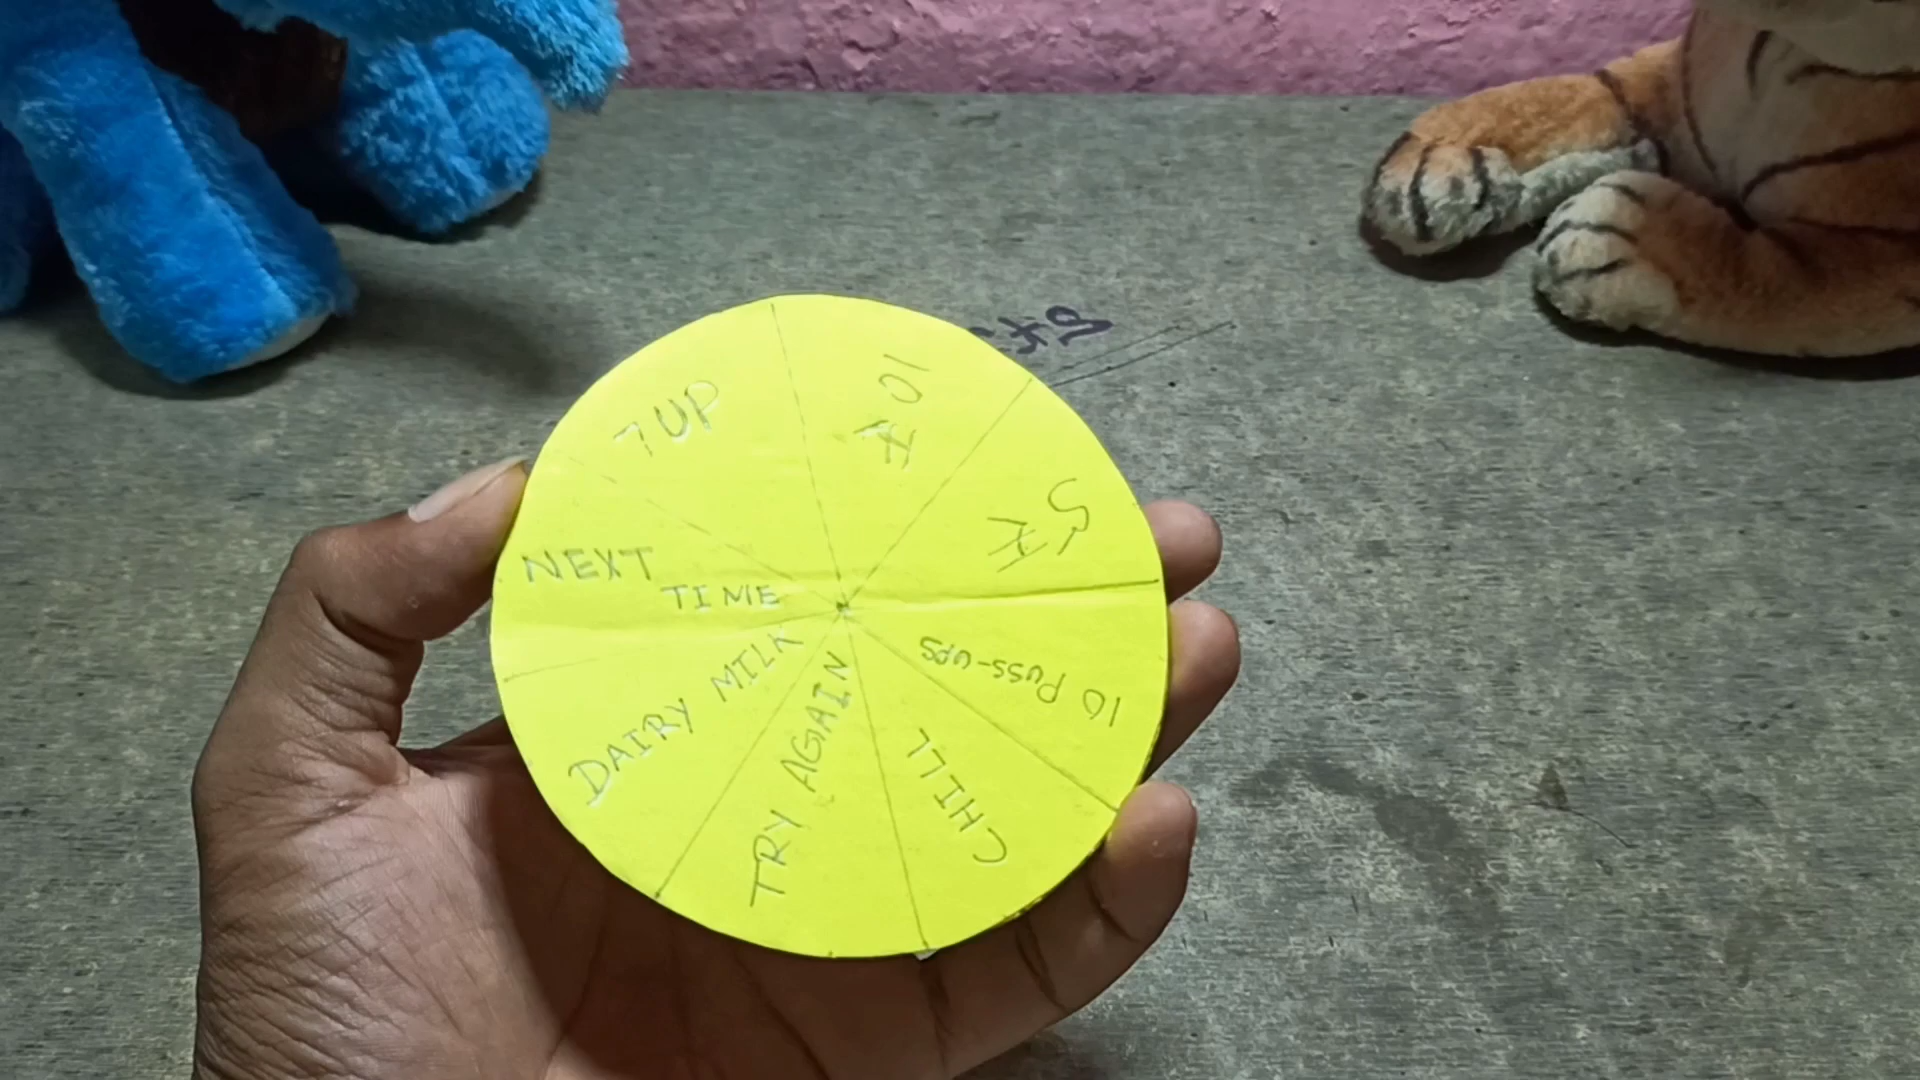 7UP
10
5
10 PUSS-UPS
CHILL
TRY AGAIN
DAIRY MILK
NEXT
TIME